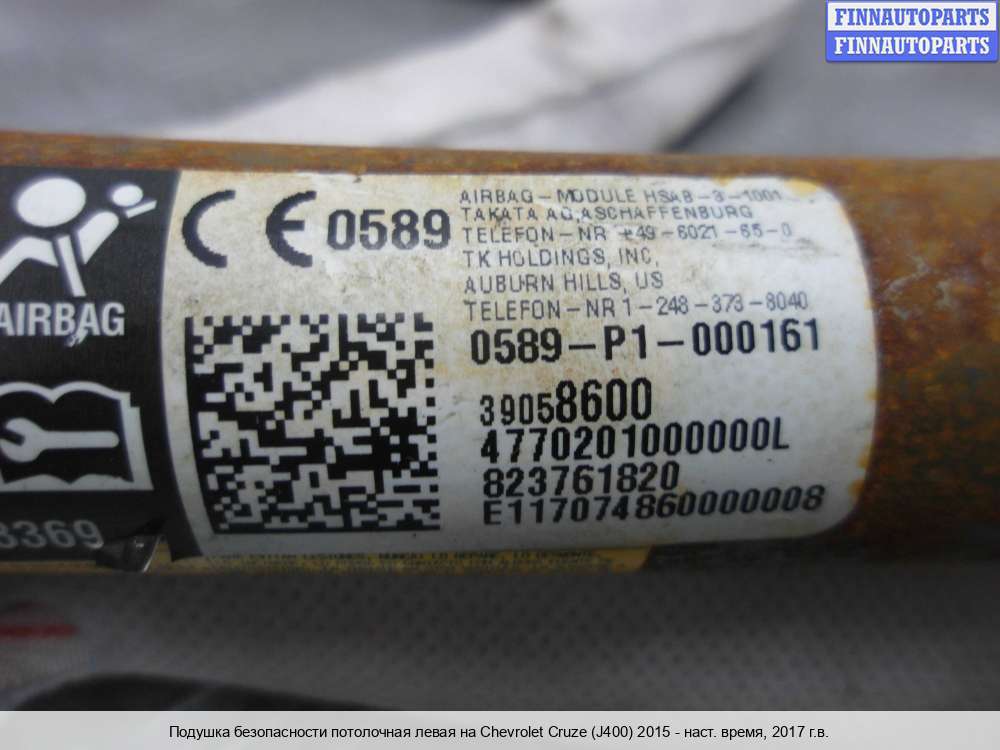 FINNAUTOPARTS
FINNAUTOPARTS
AIRBAG
8369
CE 0589
AIRBAG-MODULE HSAB-3-1001
TAKATA AG,ASCHAFFENBURG
TELEFON-NR +49-6021-65-0
TK HOLDINGS, INC,
AUBURN HILLS, US
TELEFON-NR 1-248-373-8040
0589-P1-000161
39058600
4770201000000L
823761820
E117074860000008
Подушка безопасности потолочная левая на Chevrolet Cruze (J400) 2015 - наст. время, 2017 г.в.